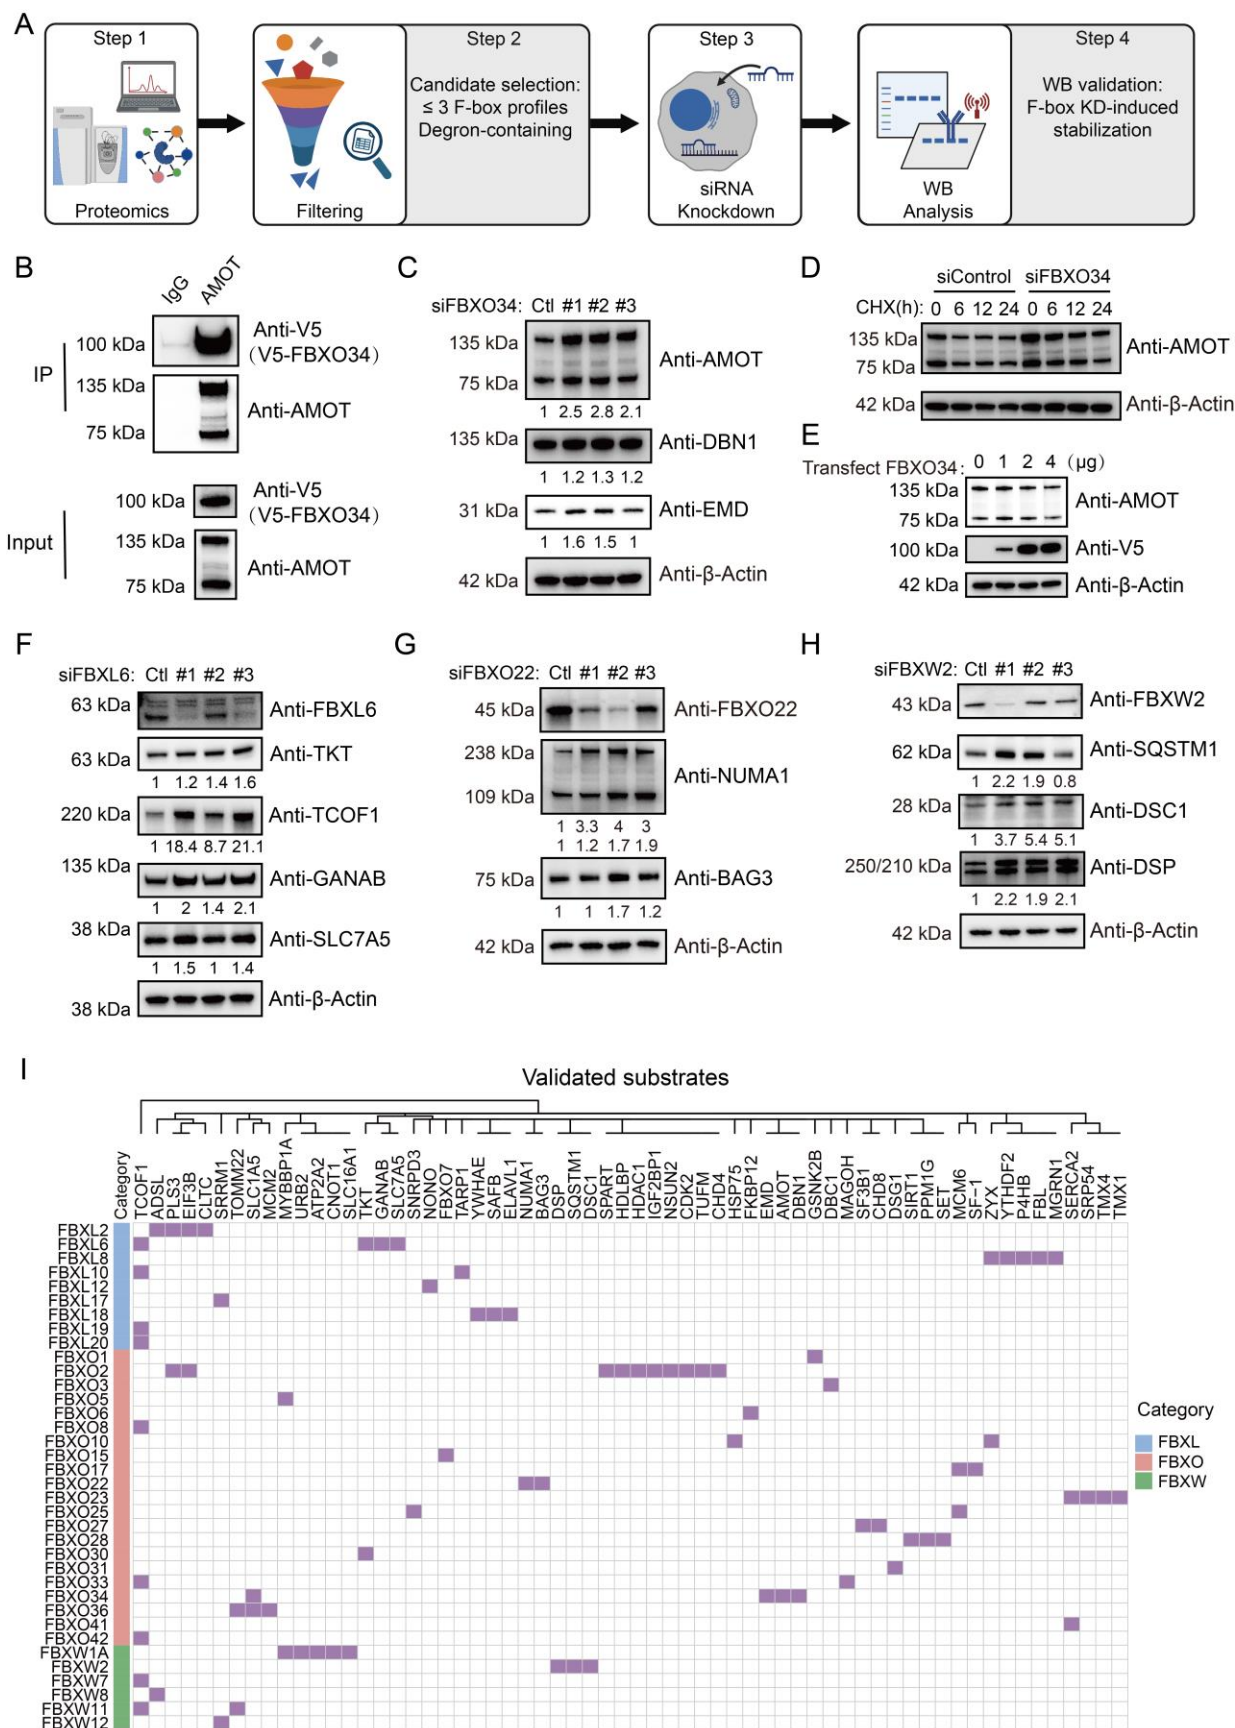 A
Step 1
Proteomics
Filtering
Step 2
Candidate selection:
≤ 3 F-box profiles
Degron-containing
Step 3
siRNA
Knockdown
WB
Analysis
Step 4
WB validation:
F-box KD-induced
stabilization
B
IgG
AMOT
IP
100 kDa
Anti-V5
(V5-FBXO34)
135 kDa
Anti-AMOT
75 kDa
Input
100 kDa
Anti-V5
(V5-FBXO34)
135 kDa
Anti-AMOT
75 kDa
C
siFBXO34: Ctl #1 #2 #3
135 kDa
Anti-AMOT
75 kDa
1 2.5 2.8 2.1
135 kDa
Anti-DBN1
1 1.2 1.3 1.2
31 kDa
Anti-EMD
1 1.6 1.5 1
42 kDa
Anti-β-Actin
D
siControl siFBXO34
CHX(h): 0 6 12 24 0 6 12 24
135 kDa
Anti-AMOT
75 kDa
42 kDa
Anti-β-Actin
E
Transfect FBXO34: 0 1 2 4 (μg)
135 kDa
Anti-AMOT
75 kDa
100 kDa
Anti-V5
42 kDa
Anti-β-Actin
F
siFBXL6: Ctl #1 #2 #3
63 kDa
Anti-FBXL6
63 kDa
Anti-TKT
1 1.2 1.4 1.6
220 kDa
Anti-TCOF1
1 18.4 8.7 21.1
135 kDa
Anti-GANAB
1 2 1.4 2.1
38 kDa
Anti-SLC7A5
1 1.5 1 1.4
Anti-β-Actin
38 kDa
G
siFBXO22: Ctl #1 #2 #3
45 kDa
Anti-FBXO22
238 kDa
Anti-NUMA1
109 kDa
1 3.3 4 3
1 1.2 1.7 1.9
75 kDa
Anti-BAG3
1 1 1.7 1.2
42 kDa
Anti-β-Actin
H
siFBXW2: Ctl #1 #2 #3
43 kDa
Anti-FBXW2
62 kDa
Anti-SQSTM1
1 2.2 1.9 0.8
28 kDa
Anti-DSC1
1 3.7 5.4 5.1
250/210 kDa
Anti-DSP
1 2.2 1.9 2.1
42 kDa
Anti-β-Actin
I
Validated substrates
Category
TCOF1
ADSL
PLS3
EIF3B
CLTC
SRRM1
TOMM22
SLC1A5
MCM2
MYBBP1A
URB2
ATP2A2
CNOT1
SLC16A1
TKT
GANAB
SLC7A5
SNRPD3
NONO
FBXO7
TARP1
YWHAE
SAFB
ELAVL1
NUMA1
BAG3
DSP
SQSTM1
DSC1
SPART
HDLBP
HDAC1
IGF2BP1
NSUN2
CDK2
TUFM
CHD4
HSP75
FKBP12
EMD
AMOT
DBN1
GSNK2B
DBC1
MAGOH
SF3B1
CHD8
DSG1
SIRT1
PPM1G
SET
MCM6
SF-1
ZYX
YTHDF2
P4HB
FBL
MGRN1
SERCA2
SRP54
TMX4
TMX1
FBXL2
FBXL6
FBXL8
FBXL10
FBXL12
FBXL17
FBXL18
FBXL19
FBXL20
FBXO1
FBXO2
FBXO3
FBXO5
FBXO6
FBXO8
FBXO10
FBXO15
FBXO17
FBXO22
FBXO23
FBXO25
FBXO27
FBXO28
FBXO30
FBXO31
FBXO33
FBXO34
FBXO36
FBXO41
FBXO42
FBXW1A
FBXW2
FBXW7
FBXW8
FBXW11
FBXW12
Category
FBXL
FBXO
FBXW